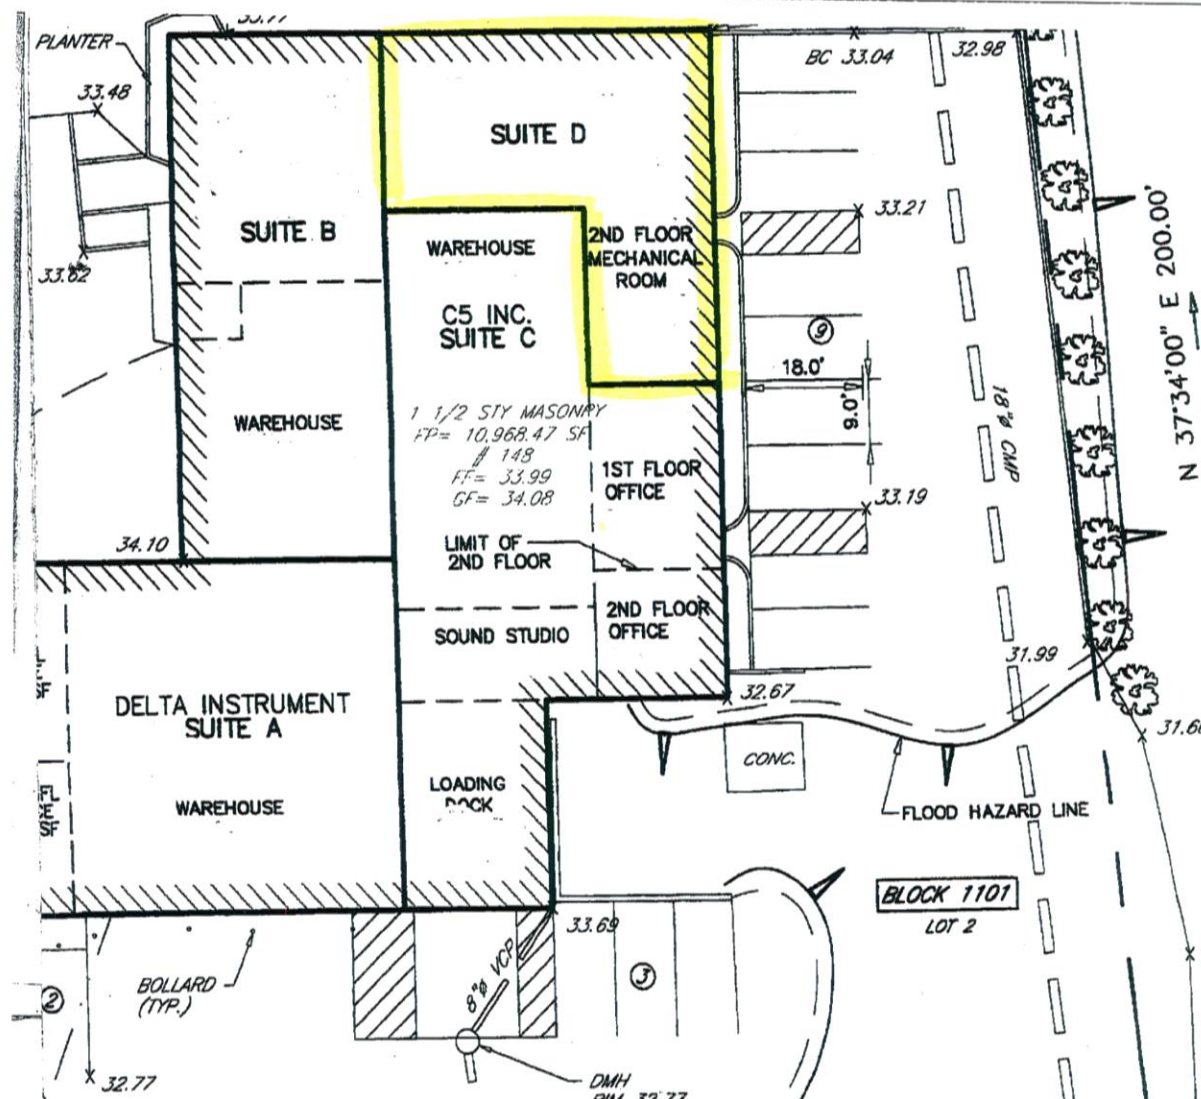 33.77
PLANTER
BC 33.04
32.98
33.48
SUITE D
33.21
SUITE B
2ND FLOOR
MECHANICAL
ROOM
WAREHOUSE
33.62
N 37°34'00" E 200.00'
C5 INC.
SUITE C
9
18.0'
9.0'
18"Ø CMP
WAREHOUSE
1 1/2 STY MASONRY
FP= 10,968.47 SF
# 148
FF= 33.99
GF= 34.08
1ST FLOOR
OFFICE
33.19
34.10
LIMIT OF
2ND FLOOR
2ND FLOOR
OFFICE
SOUND STUDIO
31.99
32.67
DELTA INSTRUMENT
SUITE A
CONC.
LOADING
DOCK
WAREHOUSE
FLOOD HAZARD LINE
BLOCK 1101
LOT 2
33.69
8"Ø VCP
BOLLARD
(TYP.)
2
3
32.77
DMH